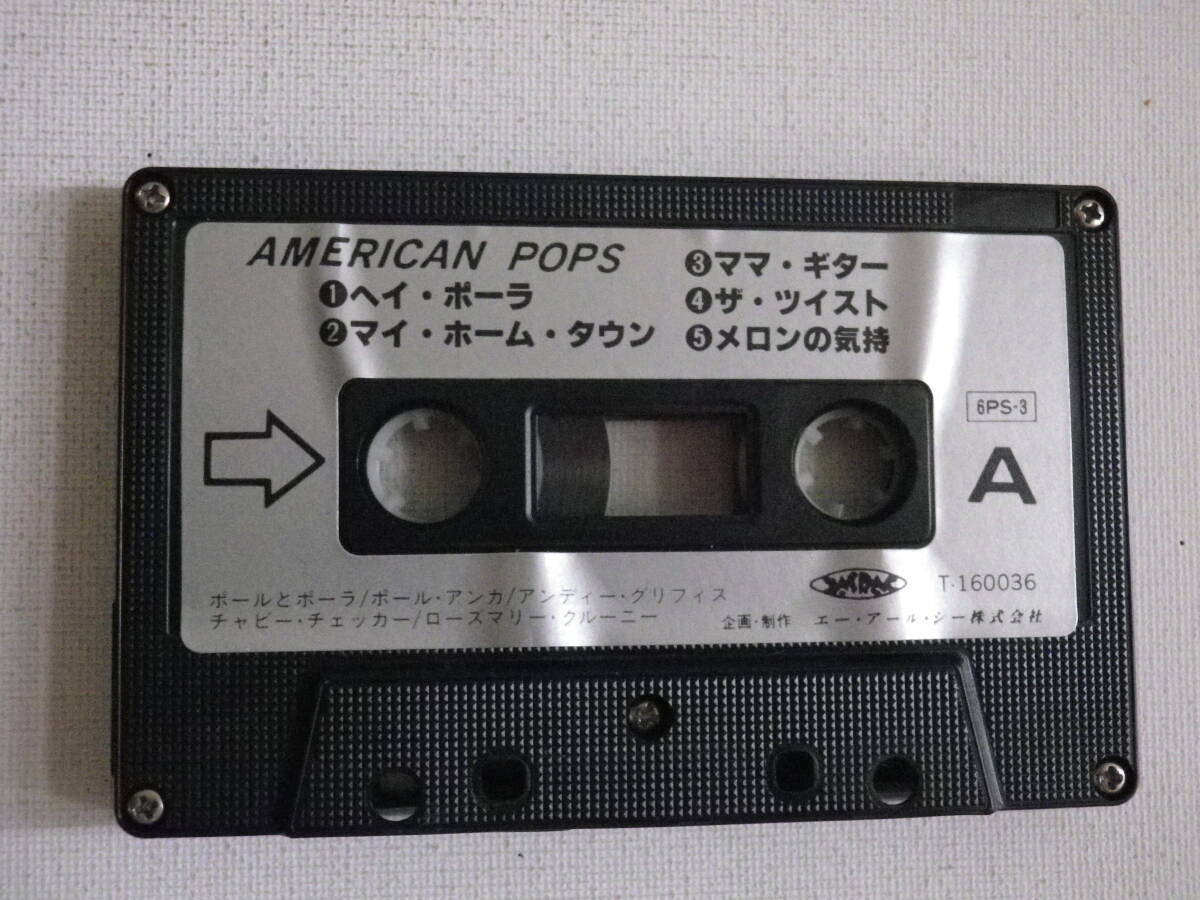 AMERICAN POPS
❶ヘイ・ポーラ
❷マイ・ホーム・タウン
❸ママ・ギター
❹ザ・ツイスト
❺メロンの気持
6PS-3
A
T-160036
ポールとポーラ/ポール・アンカ/アンディー・グリフィス
チャビー・チェッカー/ローズマリー・クルーニー
企画・制作 エー・アール・シー株式会社